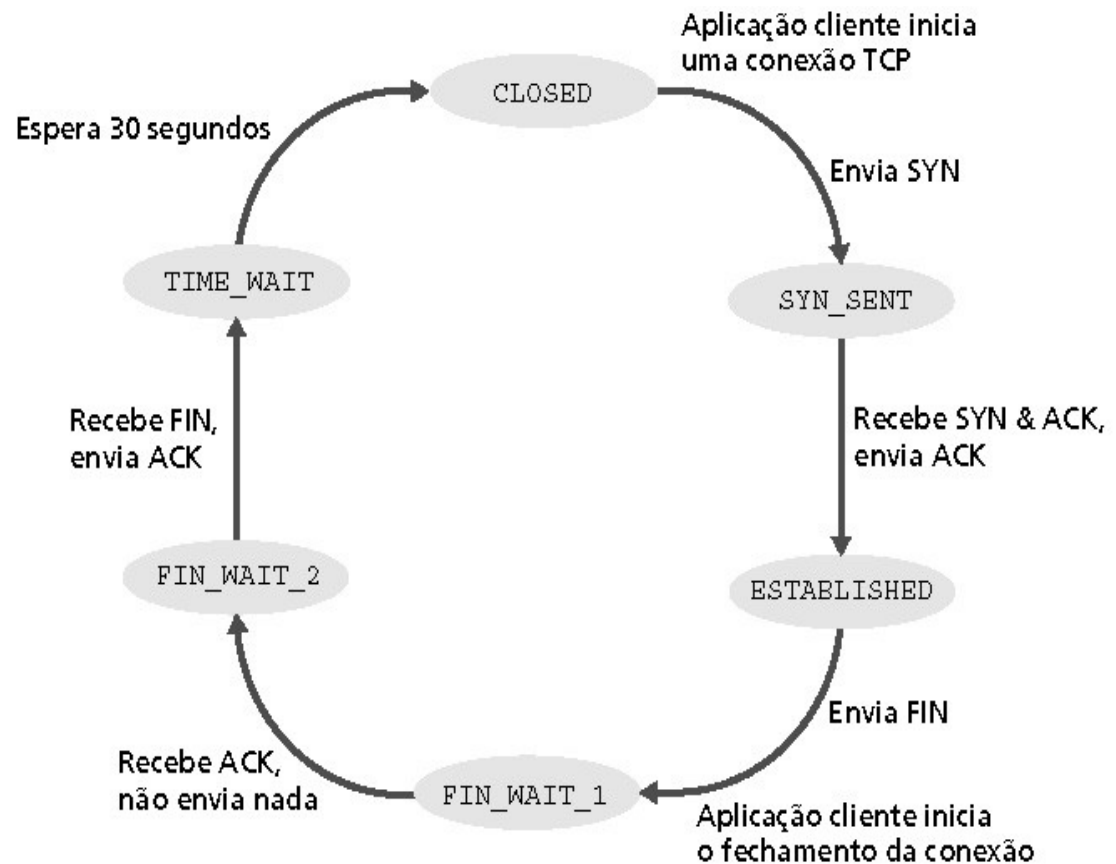 Aplicação cliente inicia
uma conexão TCP
CLOSED
Espera 30 segundos
Envia SYN
TIME_WAIT
SYN_SENT
Recebe FIN,
envia ACK
Recebe SYN & ACK,
envia ACK
FIN_WAIT_2
ESTABLISHED
Envia FIN
Recebe ACK,
não envia nada
FIN_WAIT_1
Aplicação cliente inicia
o fechamento da conexão